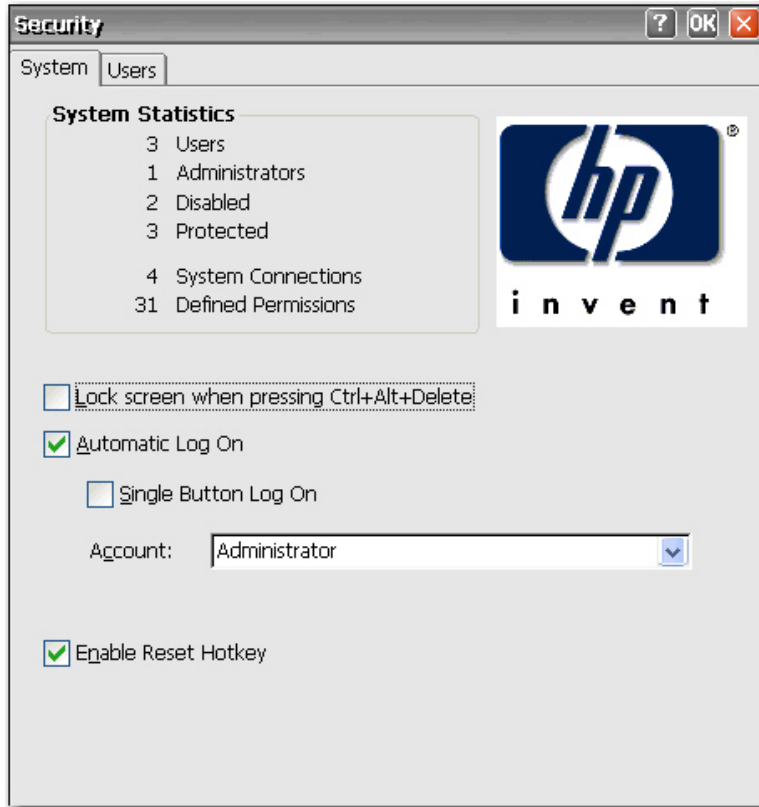 Security
? OK X
System Users
System Statistics
3 Users
1 Administrators
2 Disabled
3 Protected
4 System Connections
31 Defined Permissions
hp ®
invent
Lock screen when pressing Ctrl+Alt+Delete
Automatic Log On
Single Button Log On
Account: Administrator
Enable Reset Hotkey